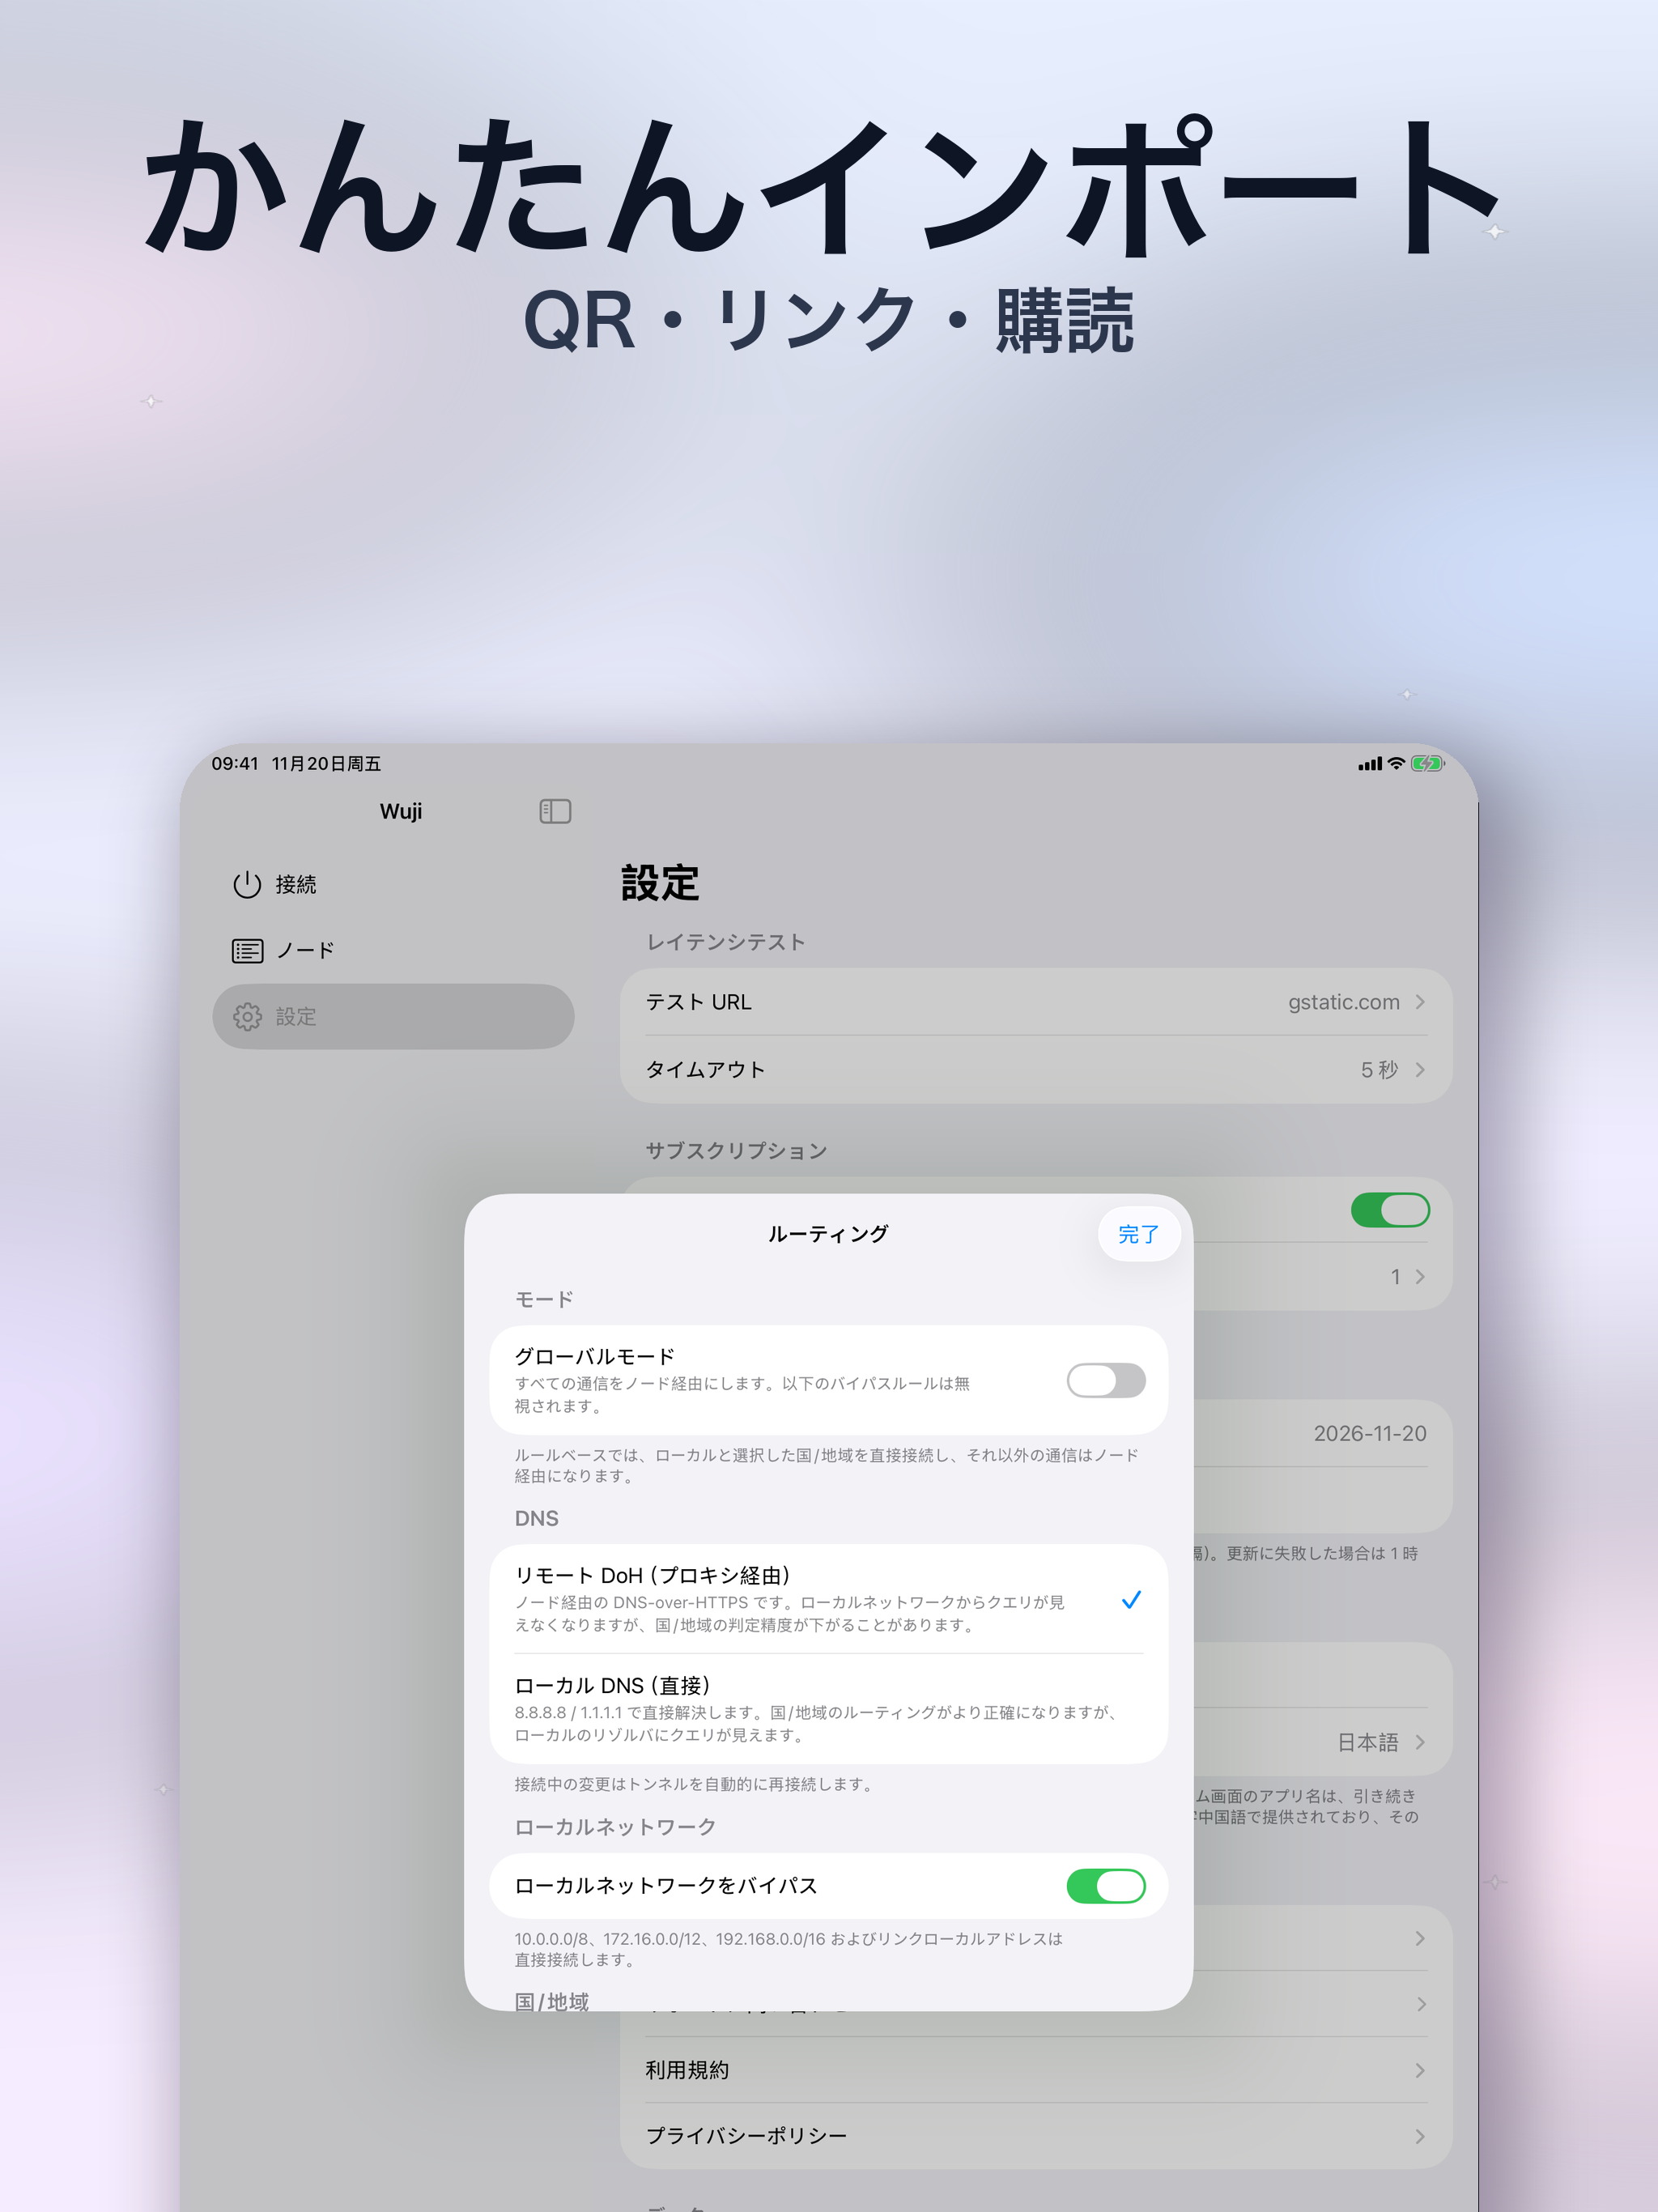 かんたんインポート
QR・リンク・購読
09:41 11月20日周五
Wuji
接続
ノード
設定
設定
レイテンシテスト
テスト URL
gstatic.com
タイムアウト
5 秒
サブスクリプション
1
2026-11-20
。更新に失敗した場合は 1 時
日本語
ム画面のアプリ名は、引き続き
中国語で提供されており、その
ルーティング
完了
モード
グローバルモード
すべての通信をノード経由にします。以下のバイパスルールは無
視されます。
ルールベースでは、ローカルと選択した国/地域を直接接続し、それ以外の通信はノード
経由になります。
DNS
リモート DoH（プロキシ経由）
ノード経由の DNS-over-HTTPS です。ローカルネットワークからクエリが見
えなくなりますが、国/地域の判定精度が下がることがあります。
ローカル DNS（直接）
8.8.8.8 / 1.1.1.1 で直接解決します。国/地域のルーティングがより正確になりますが、
ローカルのリゾルバにクエリが見えます。
接続中の変更はトンネルを自動的に再接続します。
ローカルネットワーク
ローカルネットワークをバイパス
10.0.0.0/8、172.16.0.0/12、192.168.0.0/16 およびリンクローカルアドレスは
直接接続します。
国/地域
利用規約
プライバシーポリシー